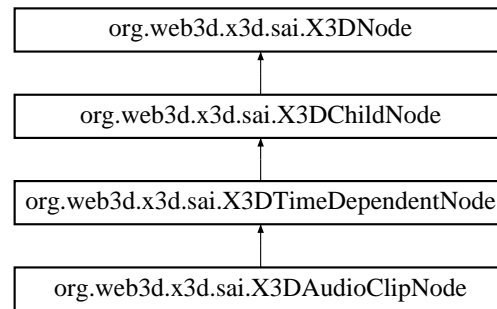 org.web3d.x3d.sai.X3DNode
org.web3d.x3d.sai.X3DChildNode
org.web3d.x3d.sai.X3DTimeDependentNode
org.web3d.x3d.sai.X3DAudioClipNode